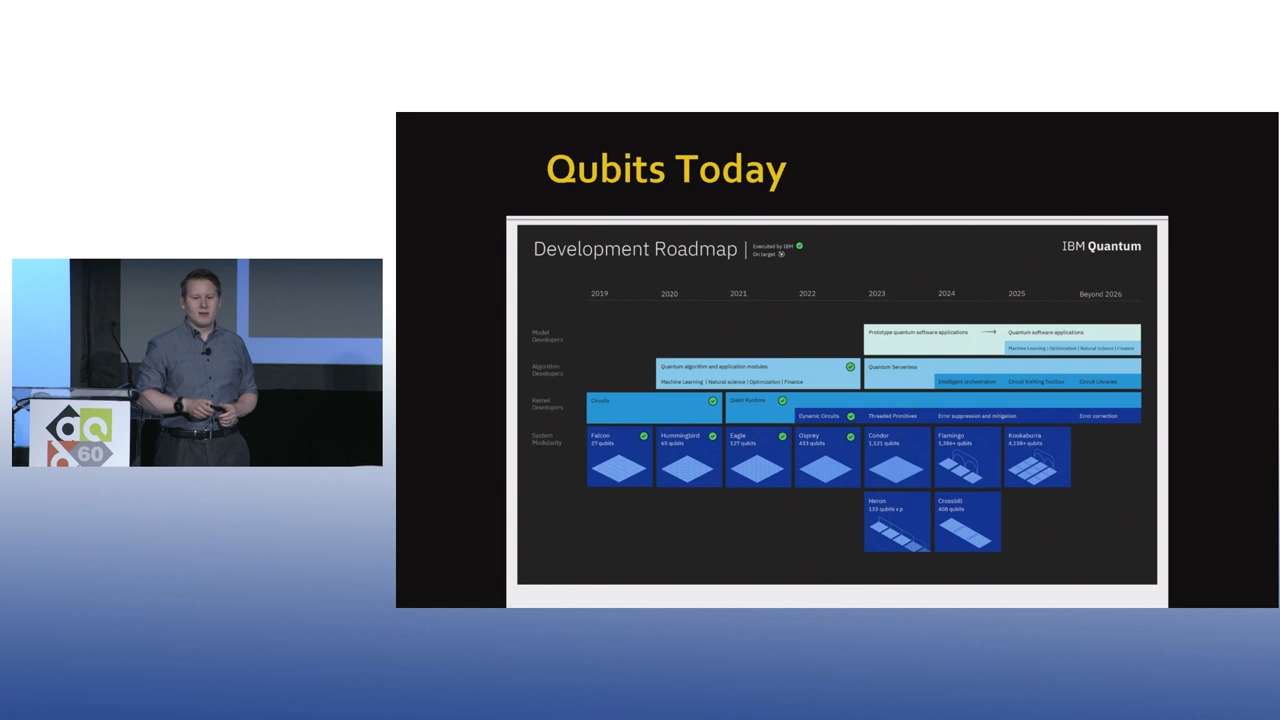 Qubits Today
Development Roadmap
Executed by IBM
On target
IBM Quantum
2019 2020 2021 2022 2023 2024 2025 Beyond 2026
Model
Developers
Prototype quantum software applications
Quantum software applications
Machine Learning | Optimization | Natural Science | Finance
Algorithm
Developers
Quantum algorithm and application modules
Machine Learning | Natural science | Optimization | Finance
Quantum Serverless
Intelligent orchestration
Circuit Knitting Toolbox
Circuit Libraries
Kernel
Developers
Circuits
Qiskit Runtime
Dynamic Circuits
Threaded Primitives
Error suppression and mitigation
Error correction
System
Modularity
Falcon
27 qubits
Hummingbird
65 qubits
Eagle
127 qubits
Osprey
433 qubits
Condor
1,121 qubits
Flamingo
1,386+ qubits
Kookaburra
4,158+ qubits
Heron
133 qubits x p
Crossbill
408 qubits
60